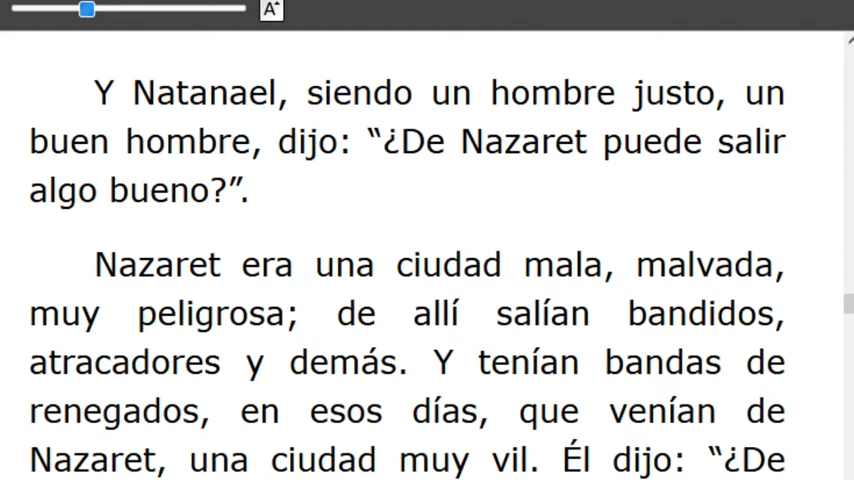 A
Y Natanael, siendo un hombre justo, un
buen hombre, dijo: “¿De Nazaret puede salir
algo bueno?”.
Nazaret era una ciudad mala, malvada,
muy peligrosa; de allí salían bandidos,
atracadores y demás. Y tenían bandas de
renegados, en esos días, que venían de
Nazaret, una ciudad muy vil. Él dijo: “¿De